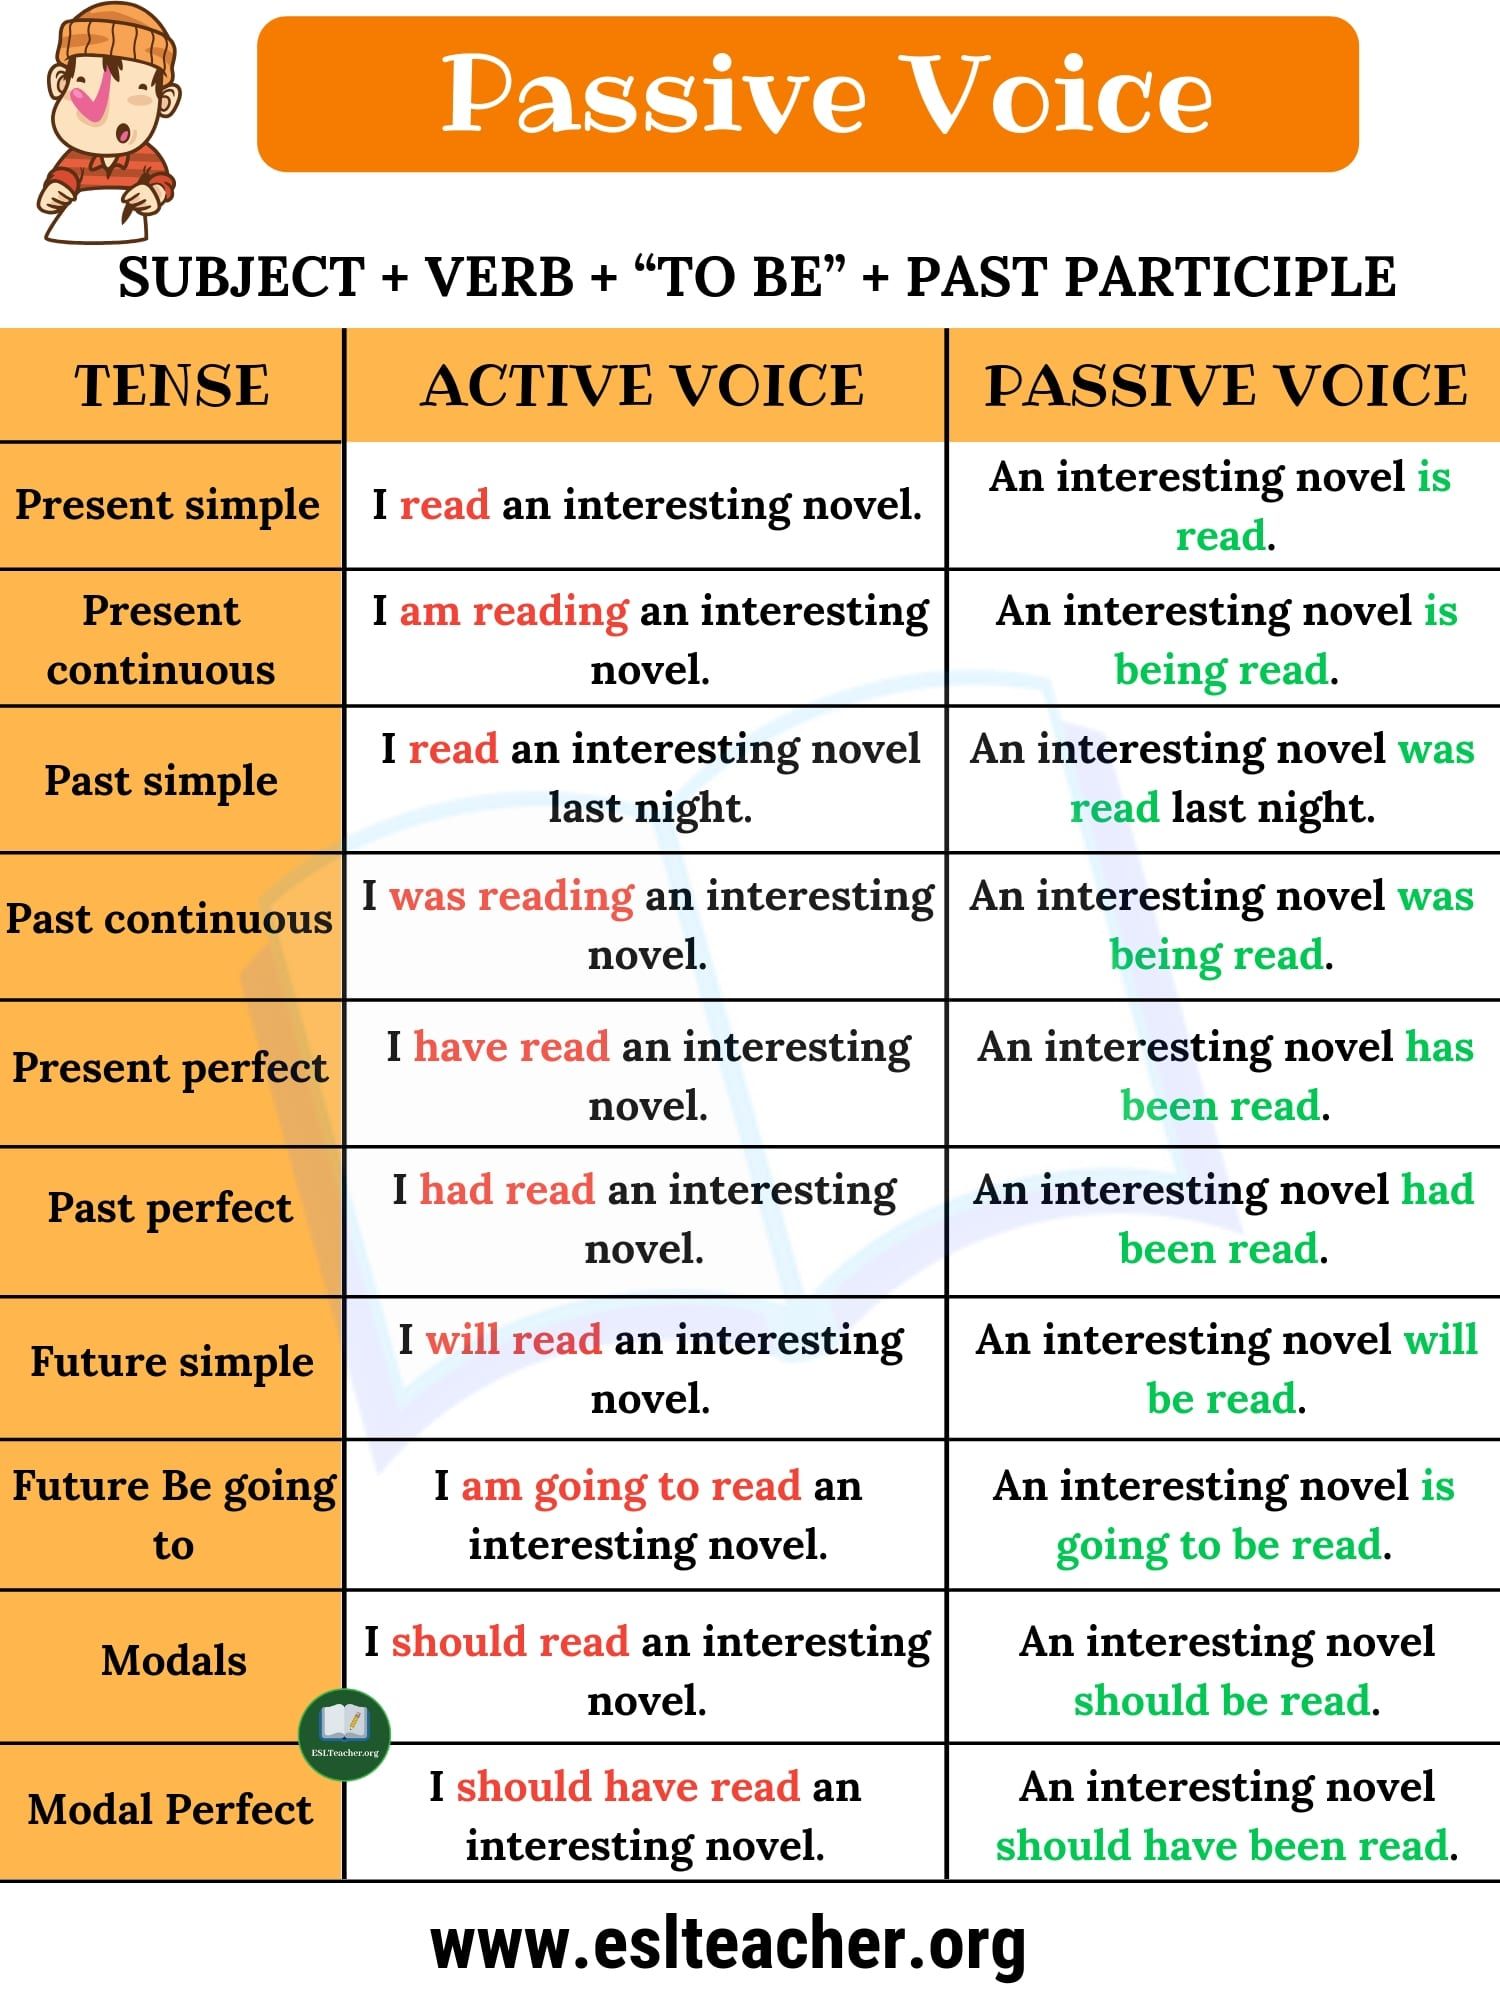 Passive Voice
SUBJECT + VERB + “TO BE” + PAST PARTICIPLE
TENSE
ACTIVE VOICE
PASSIVE VOICE
Present simple
I read an interesting novel.
An interesting novel is
read.
Present
continuous
I am reading an interesting
novel.
An interesting novel is
being read.
Past simple
I read an interesting novel
last night.
An interesting novel was
read last night.
Past continuous
I was reading an interesting
novel.
An interesting novel was
being read.
Present perfect
I have read an interesting
novel.
An interesting novel has
been read.
Past perfect
I had read an interesting
novel.
An interesting novel had
been read.
Future simple
I will read an interesting
novel.
An interesting novel will
be read.
Future Be going
to
I am going to read an
interesting novel.
An interesting novel is
going to be read.
Modals
I should read an interesting
novel.
An interesting novel
should be read.
ESLTeacher.org
Modal Perfect
I should have read an
interesting novel.
An interesting novel
should have been read.
www.eslteacher.org